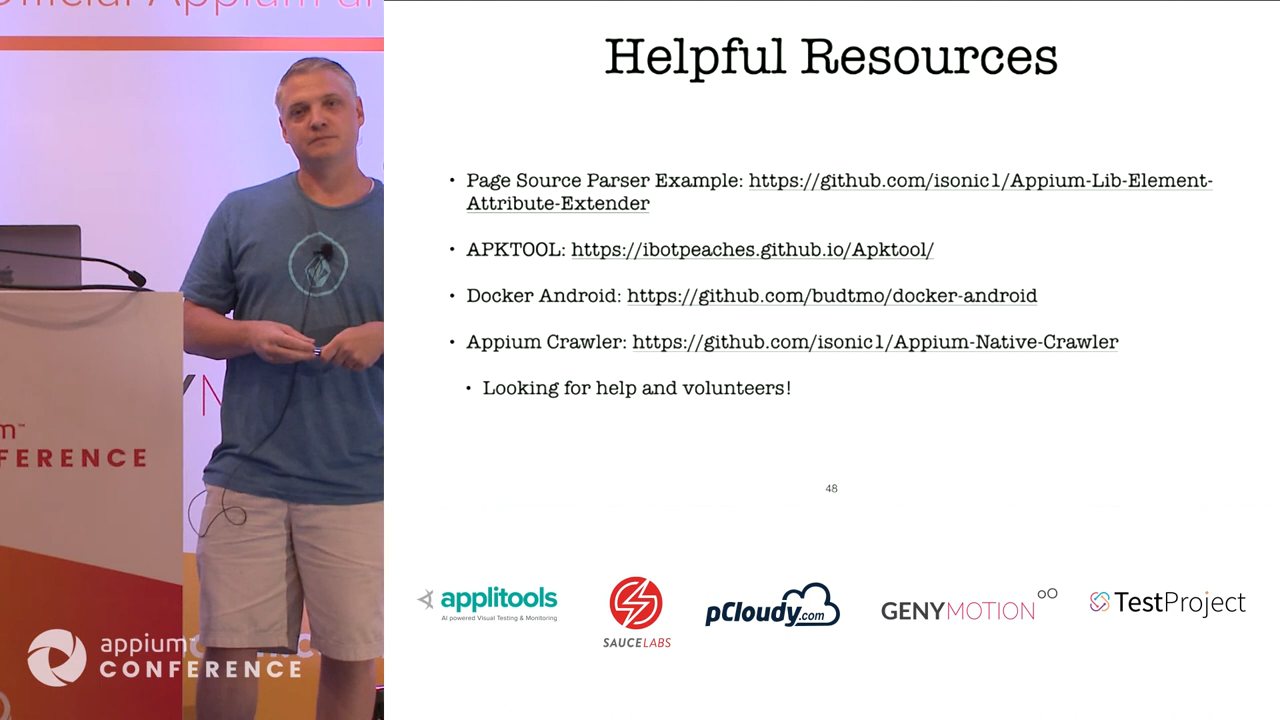 Official Appium
Helpful Resources
• Page Source Parser Example: https://github.com/isonic1/Appium-Lib-Element-
Attribute-Extender
• APKTOOL: https://ibotpeaches.github.io/Apktool/
• Docker Android: https://github.com/budtmo/docker-android
• Appium Crawler: https://github.com/isonic1/Appium-Native-Crawler
• Looking for help and volunteers!
48
applitools
AI powered Visual Testing & Monitoring
SAUCELABS
pCloudy.com
GENYMOTION
TestProject
FERENCE
appium
CONFERENCE